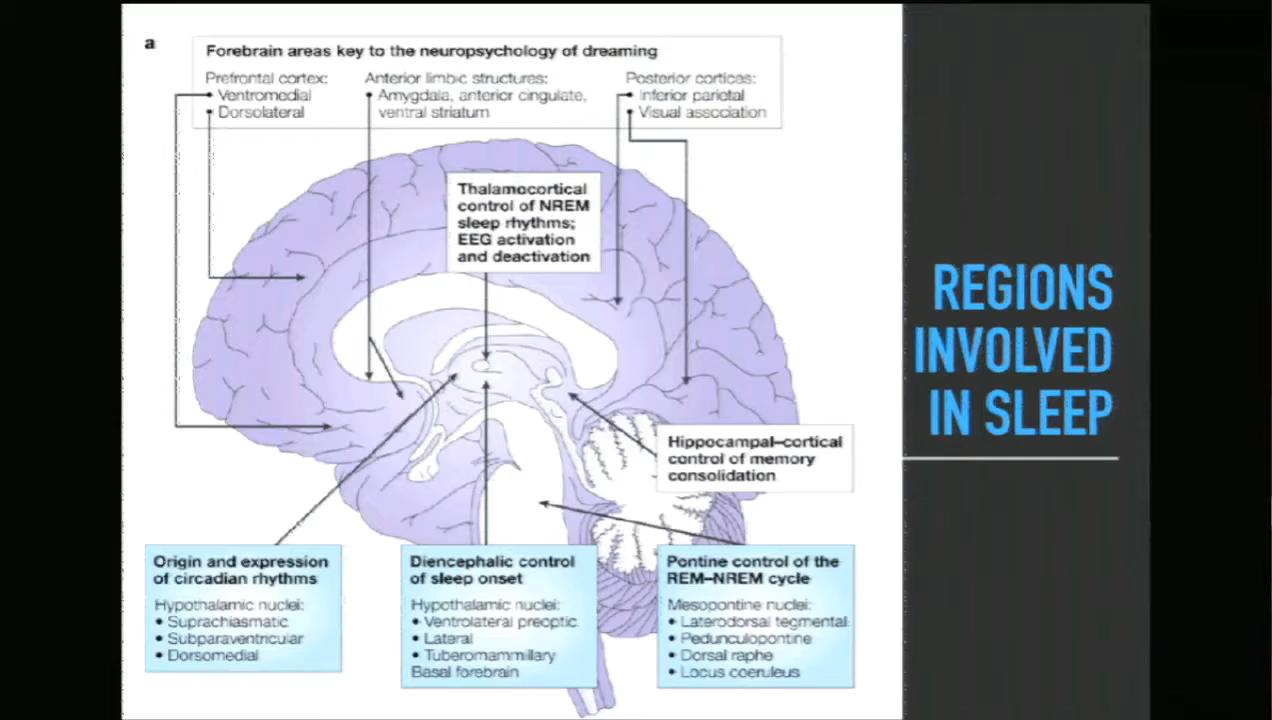 a
Forebrain areas key to the neuropsychology of dreaming
Prefrontal cortex:
• Ventromedial
• Dorsolateral
Anterior limbic structures:
• Amygdala, anterior cingulate,
ventral striatum
Posterior cortices:
• Inferior parietal
• Visual association
Thalamocortical
control of NREM
sleep rhythms;
EEG activation
and deactivation
Hippocampal–cortical
control of memory
consolidation
Origin and expression
of circadian rhythms
Hypothalamic nuclei:
• Suprachiasmatic
• Subparaventricular
• Dorsomedial
Diencephalic control
of sleep onset
Hypothalamic nuclei:
• Ventrolateral preoptic
• Lateral
• Tuberomammillary
Basal forebrain
Pontine control of the
REM–NREM cycle
Mesopontine nuclei:
• Laterodorsal tegmental
• Pedunculopontine
• Dorsal raphe
• Locus coeruleus
REGIONS
INVOLVED
IN SLEEP